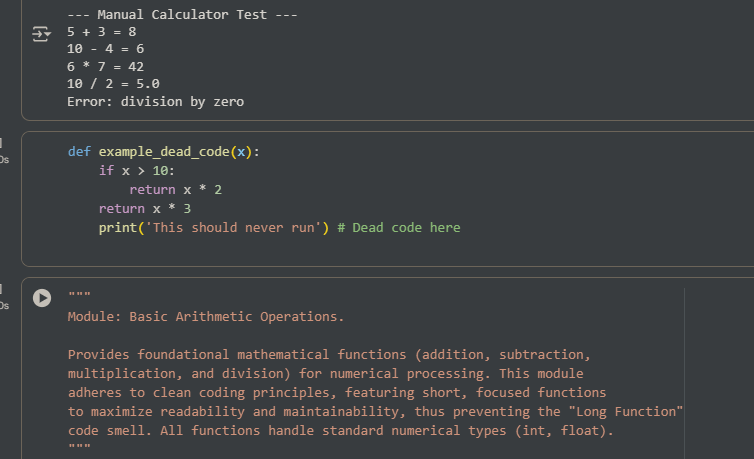 --- Manual Calculator Test ---
5 + 3 = 8
10 - 4 = 6
6 * 7 = 42
10 / 2 = 5.0
Error: division by zero
def example_dead_code(x):
    if x > 10:
        return x * 2
    return x * 3
    print('This should never run') # Dead code here
"""
Module: Basic Arithmetic Operations.

Provides foundational mathematical functions (addition, subtraction,
multiplication, and division) for numerical processing. This module
adheres to clean coding principles, featuring short, focused functions
to maximize readability and maintainability, thus preventing the "Long Function"
code smell. All functions handle standard numerical types (int, float).
"""